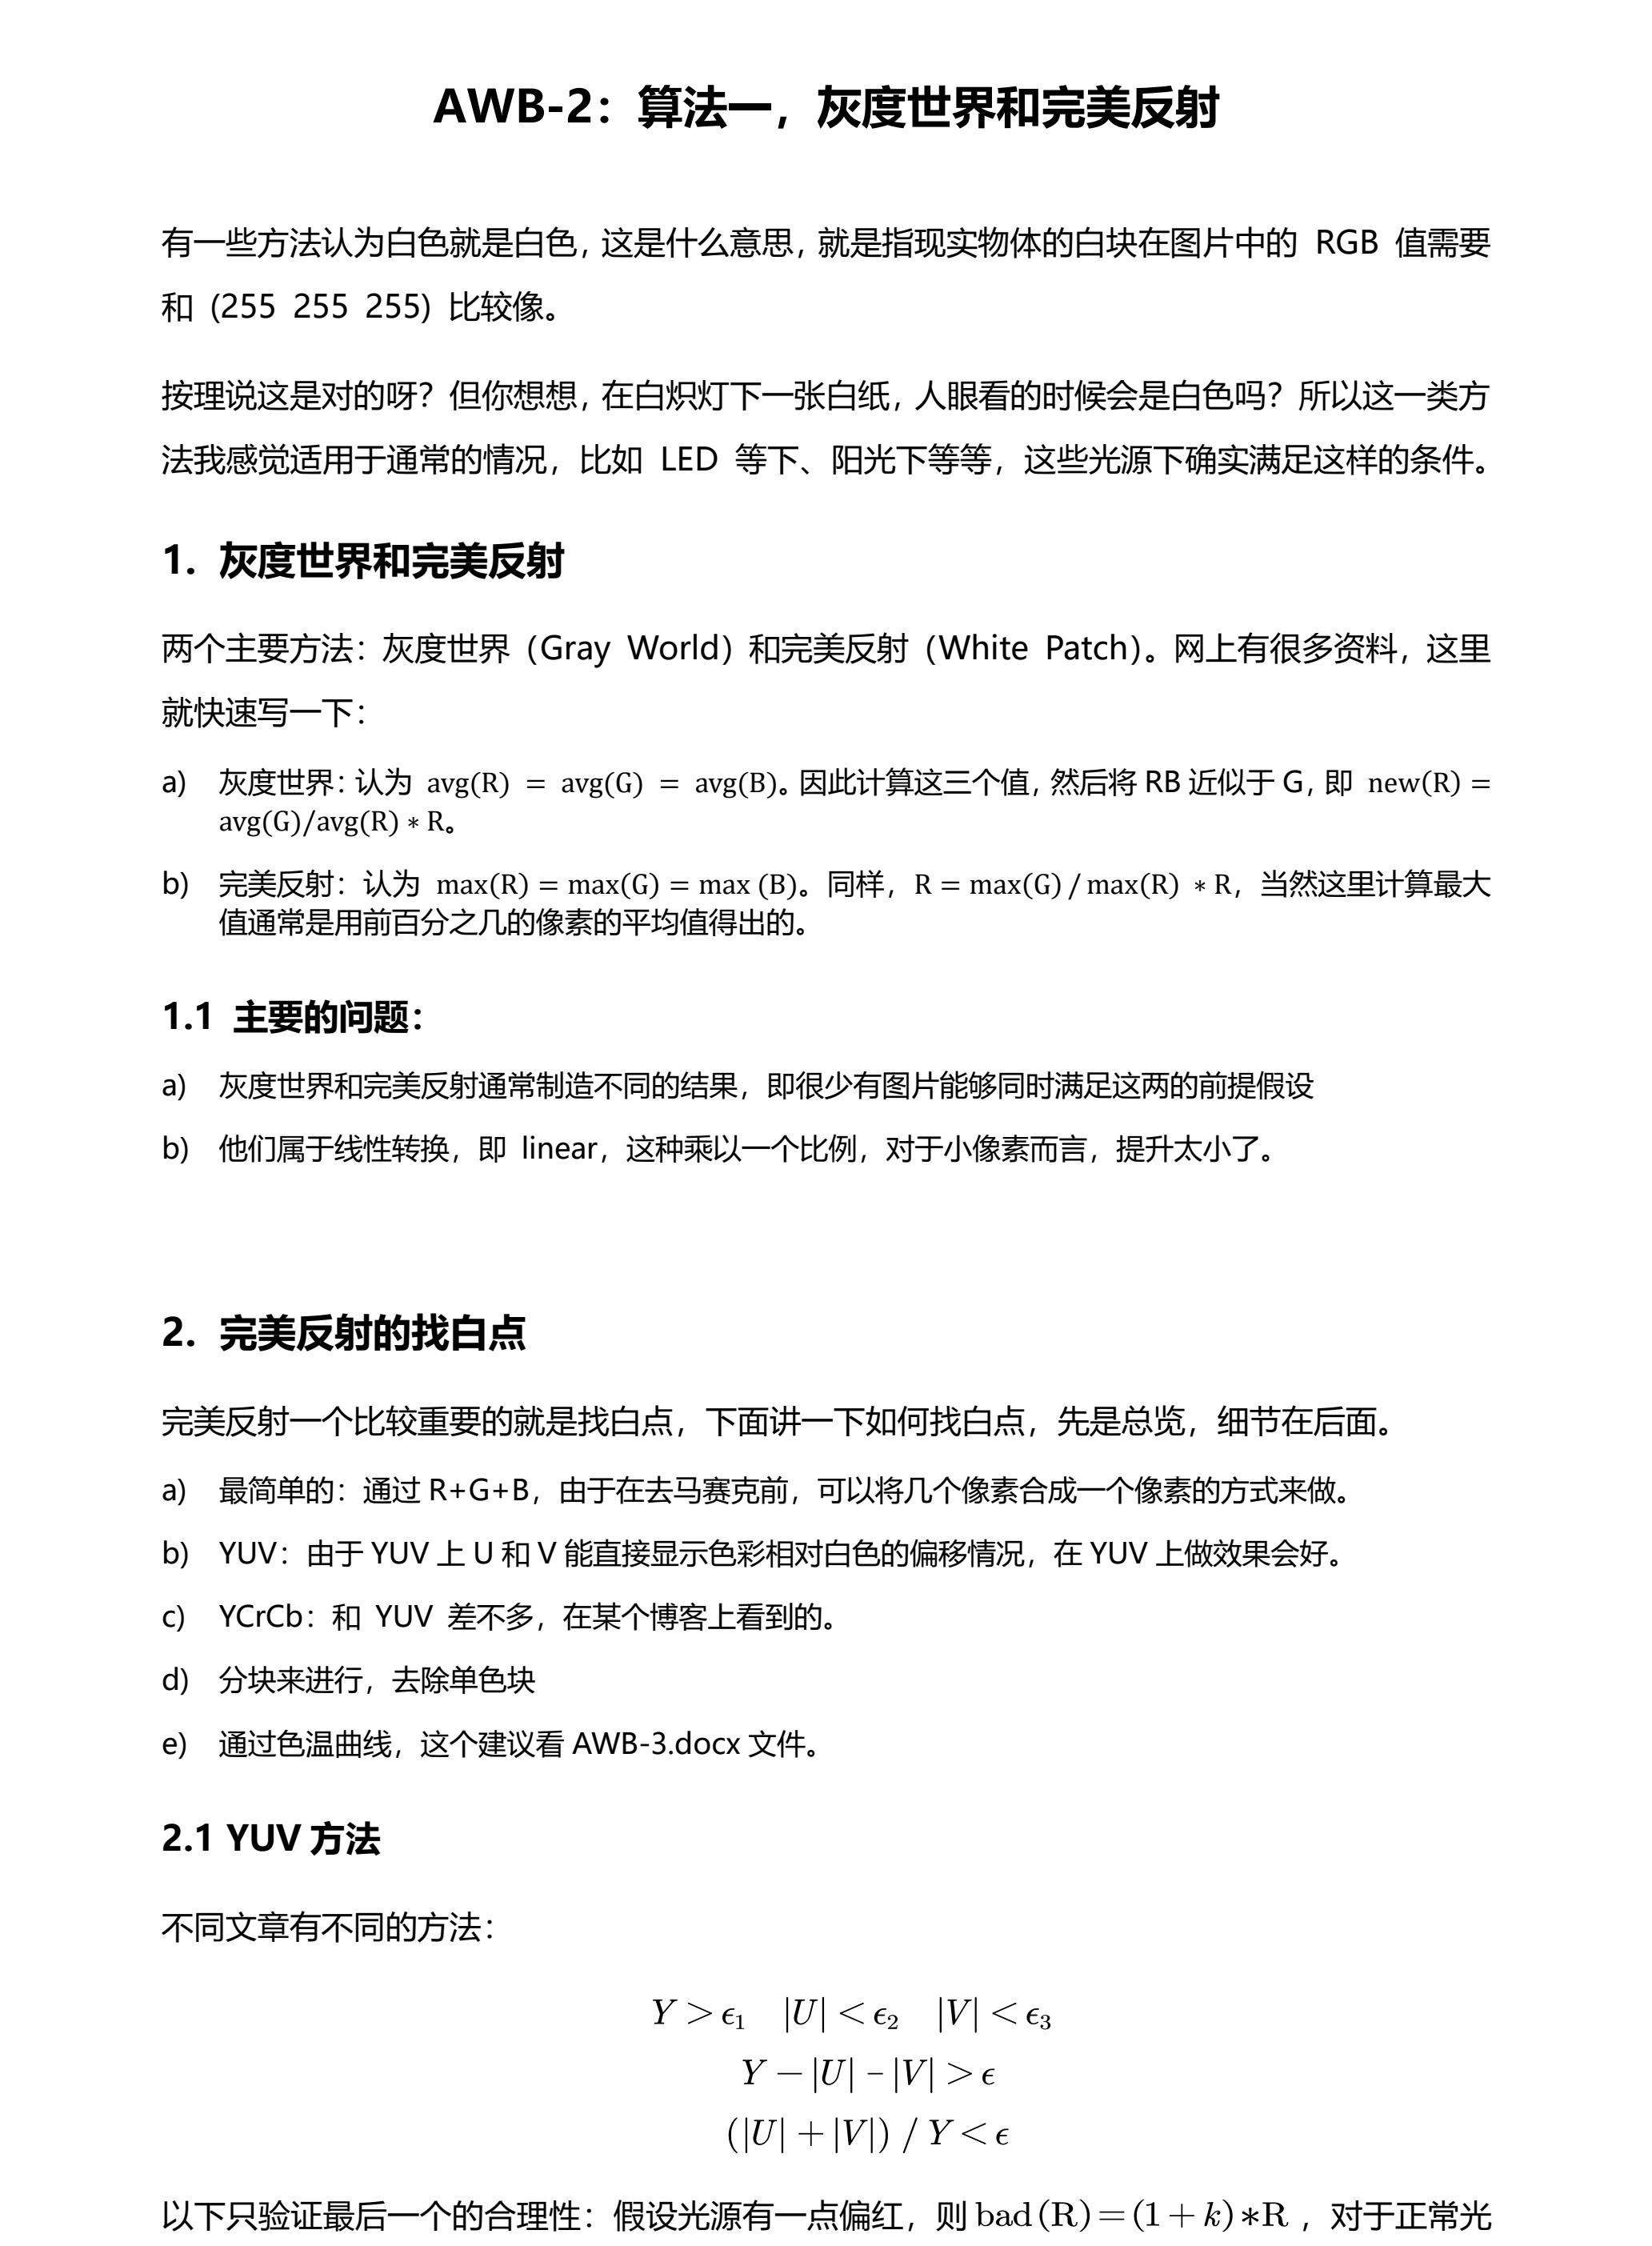 AWB-2：算法一，灰度世界和完美反射
有一些方法认为白色就是白色，这是什么意思，就是指现实物体的白块在图片中的 RGB 值需要
和 (255 255 255) 比较像。
按理说这是对的呀？但你想想，在白炽灯下一张白纸，人眼看的时候会是白色吗？所以这一类方
法我感觉适用于通常的情况，比如 LED 等下、阳光下等等，这些光源下确实满足这样的条件。
1. 灰度世界和完美反射
两个主要方法：灰度世界（Gray World）和完美反射（White Patch）。网上有很多资料，这里
就快速写一下：
a) 灰度世界：认为 avg(R) = avg(G) = avg(B)。因此计算这三个值，然后将 RB 近似于 G，即 new(R) =
avg(G)/avg(R) ∗ R。
b) 完美反射：认为 max(R) = max(G) = max (B)。同样，R = max(G) / max(R) ∗ R，当然这里计算最大
值通常是用前百分之几的像素的平均值得出的。
1.1 主要的问题：
a) 灰度世界和完美反射通常制造不同的结果，即很少有图片能够同时满足这两的前提假设
b) 他们属于线性转换，即 linear，这种乘以一个比例，对于小像素而言，提升太小了。
2. 完美反射的找白点
完美反射一个比较重要的就是找白点，下面讲一下如何找白点，先是总览，细节在后面。
a) 最简单的：通过 R+G+B，由于在去马赛克前，可以将几个像素合成一个像素的方式来做。
b) YUV：由于 YUV 上 U 和 V 能直接显示色彩相对白色的偏移情况，在 YUV 上做效果会好。
c) YCrCb：和 YUV 差不多，在某个博客上看到的。
d) 分块来进行，去除单色块
e) 通过色温曲线，这个建议看 AWB-3.docx 文件。
2.1 YUV 方法
不同文章有不同的方法：
Y > ϵ₁ |U| < ϵ₂ |V| < ϵ₃
Y − |U| – |V| > ϵ
(|U| + |V|) / Y < ϵ
以下只验证最后一个的合理性：假设光源有一点偏红，则 bad(R) = (1 + k) ∗ R，对于正常光